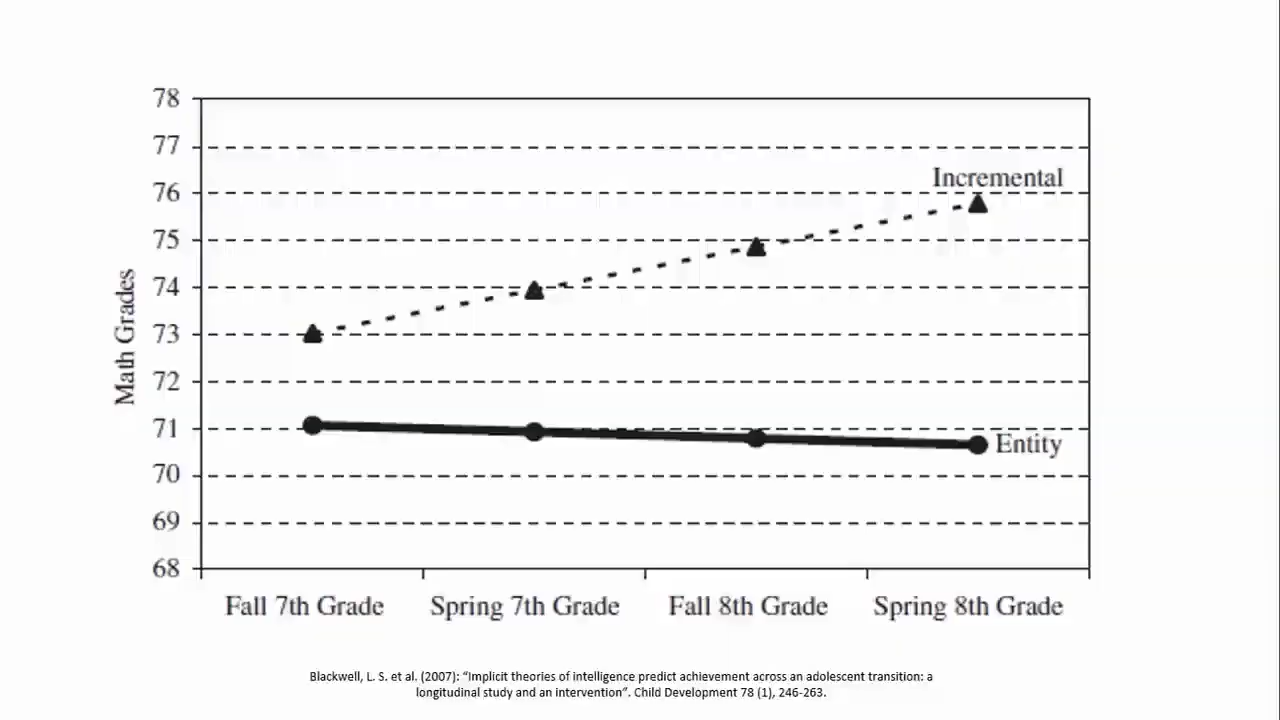 78
77
76
75
74
73
72
71
70
69
68
Math Grades
Incremental
Entity
Fall 7th Grade Spring 7th Grade Fall 8th Grade Spring 8th Grade
Blackwell, L. S. et al. (2007): “Implicit theories of intelligence predict achievement across an adolescent transition: a
longitudinal study and an intervention”. Child Development 78 (1), 246-263.